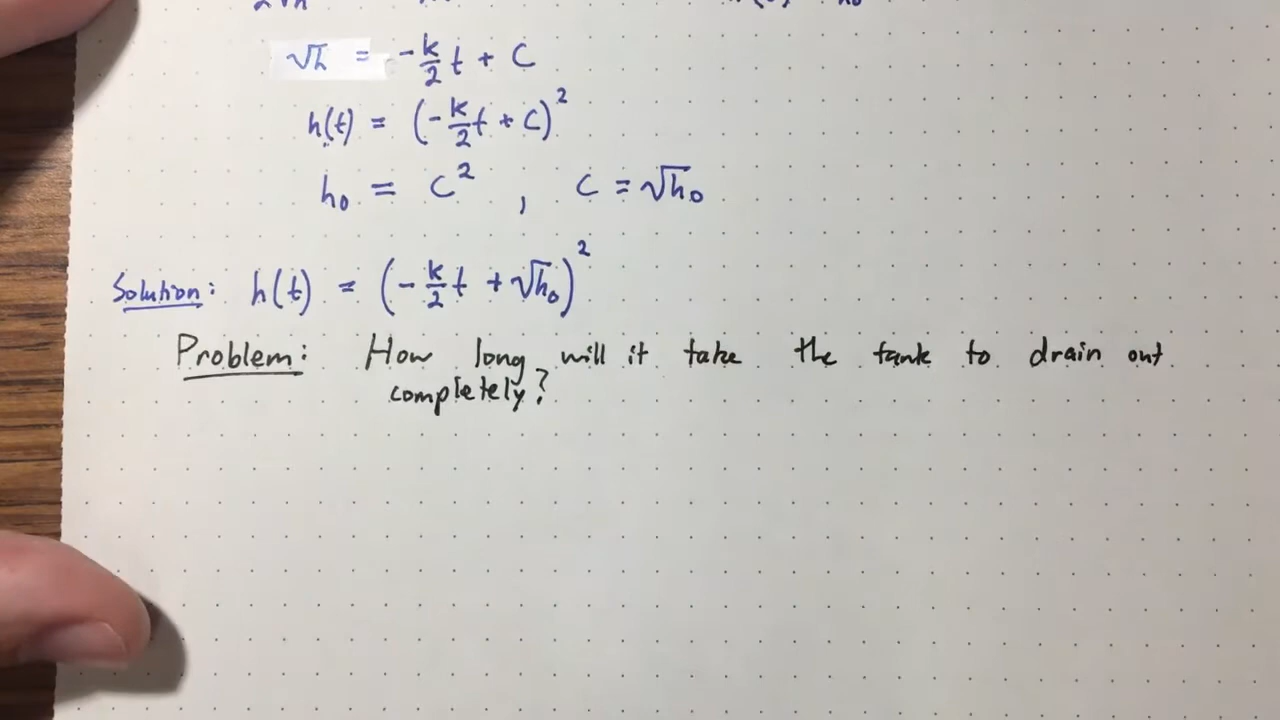 √h = -k/2 t + C
h(t) = (-k/2 t + C)²
h₀ = C² , C = √h₀
Solution: h(t) = (-k/2 t + √h₀)²
Problem: How long will it take the tank to drain out
completely?